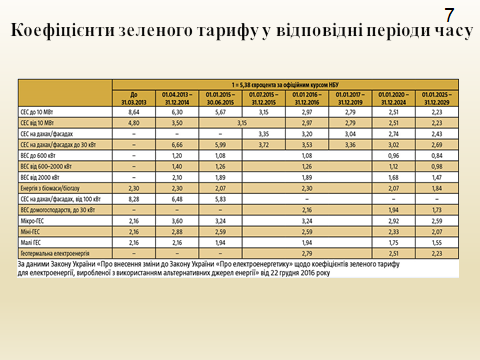 7
Коефіцієнти зеленого тарифу у відповідні періоди часу
1 = 5,38 євроцента за офіційним курсом НБУ
До 31.03.2013 01.04.2013 – 31.12.2014 01.01.2015 – 30.06.2015 01.07.2015 – 31.12.2015 01.01.2016 – 31.12.2016 01.01.2017 – 31.12.2019 01.01.2020 – 31.12.2024 01.01.2025 – 31.12.2029
СЕС до 10 МВт 8,64 6,30 5,67 3,15 2,97 2,79 2,51 2,23
СЕС від 10 МВт 4,80 3,50 3,15 2,97 2,79 2,51 2,23
СЕС на дахах/фасадах – – – 3,35 3,20 3,04 2,74 2,43
СЕС на дахах/фасадах до 30 кВт – 6,66 5,99 3,72 3,53 3,36 3,02 2,69
ВЕС до 600 кВт – 1,20 1,08 1,08 0,96 0,84
ВЕС від 600–2000 кВт – 1,40 1,26 1,26 1,12 0,98
ВЕС від 2000 кВт – 2,10 1,89 1,89 1,68 1,47
Енергія з біомаси/біогазу 2,30 2,30 2,07 2,30 2,07 1,84
СЕС на дахах/фасадах, від 100 кВт 8,28 6,48 5,83 – – –
ВЕС домогосподарств, до 30 кВт – – – 2,16 1,94 1,73
Мікро-ГЕС 2,16 3,60 3,24 3,24 2,92 2,59
Міні-ГЕС 2,16 2,88 2,59 2,59 2,33 2,07
Малі ГЕС 2,16 2,16 1,94 1,94 1,75 1,55
Геотермальна електроенергія – – – 2,79 2,51 2,23
За даними Закону України «Про внесення зміни до Закону України «Про електроенергетику» щодо коефіцієнтів зеленого тарифу
для електроенергії, виробленої з використанням альтернативних джерел енергії» від 22 грудня 2016 року